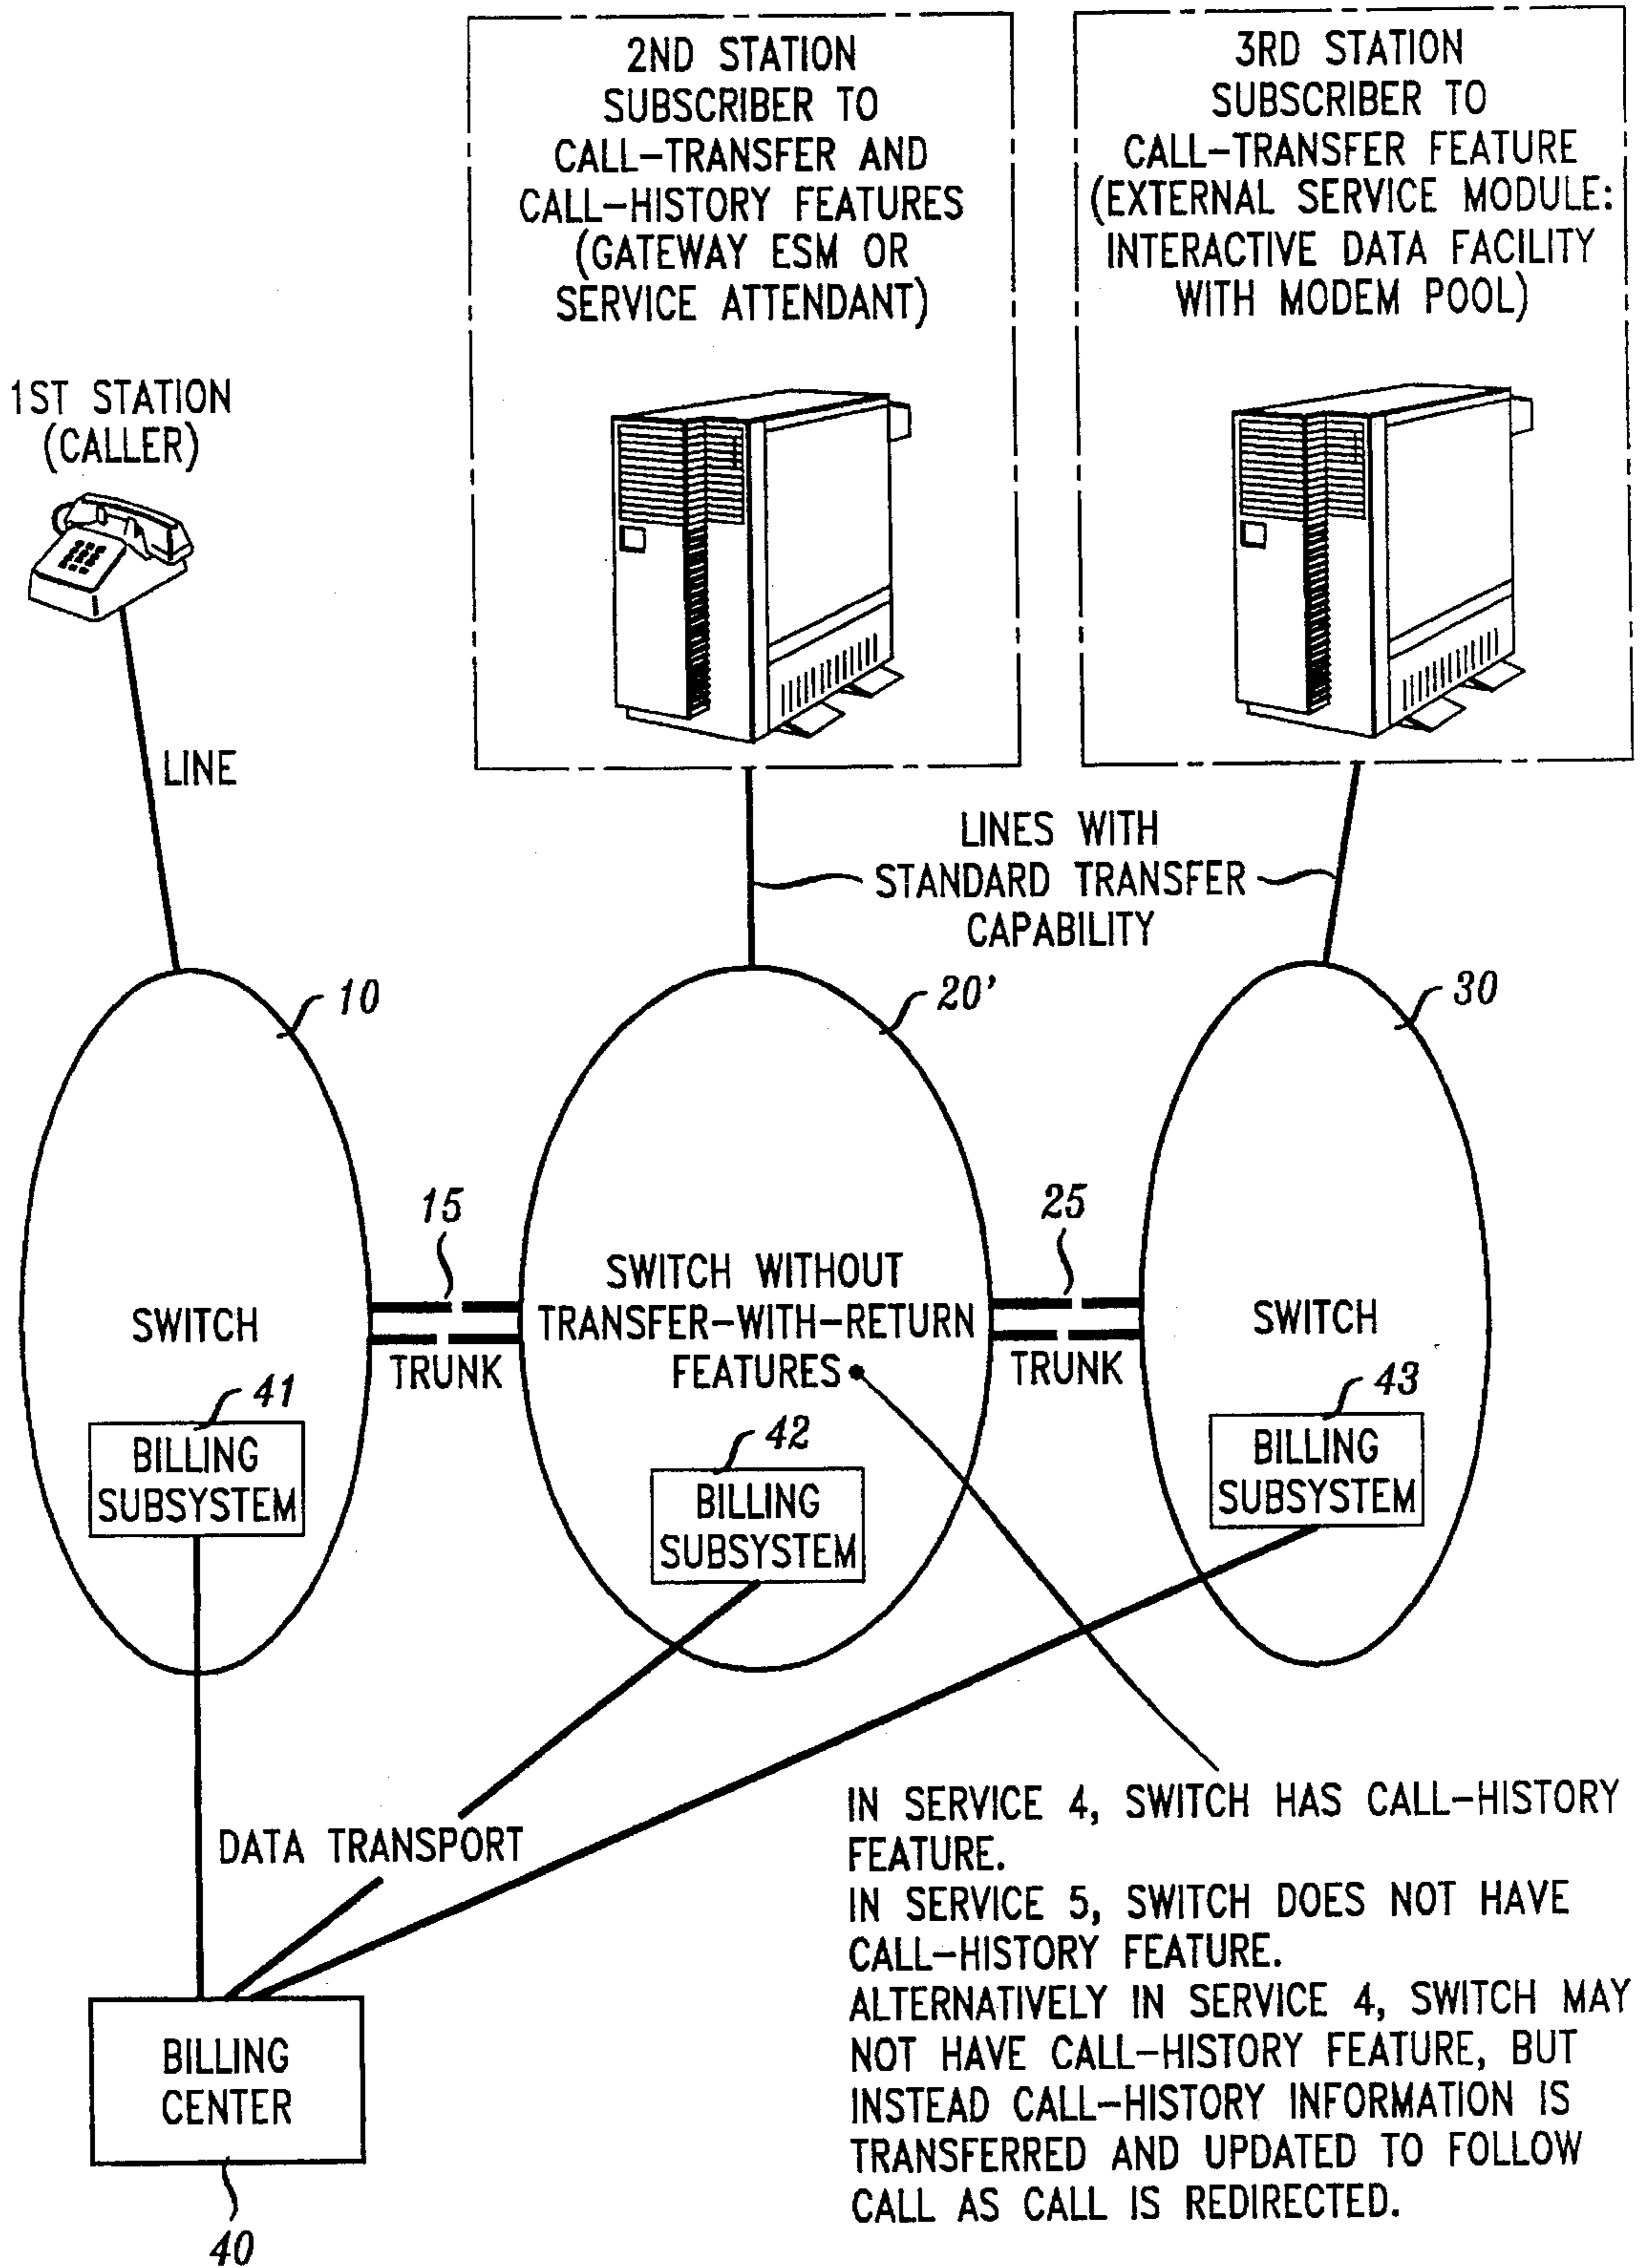 2ND STATION
SUBSCRIBER TO
CALL-TRANSFER AND
CALL-HISTORY FEATURES
(GATEWAY ESM OR
SERVICE ATTENDANT)
3RD STATION
SUBSCRIBER TO
CALL-TRANSFER FEATURE
(EXTERNAL SERVICE MODULE:
INTERACTIVE DATA FACILITY
WITH MODEM POOL)
1ST STATION
(CALLER)
LINE
LINES WITH
STANDARD TRANSFER
CAPABILITY
10
20'
30
15
25
SWITCH
SWITCH WITHOUT
TRANSFER-WITH-RETURN
FEATURES
SWITCH
TRUNK
TRUNK
41
BILLING
SUBSYSTEM
42
BILLING
SUBSYSTEM
43
BILLING
SUBSYSTEM
DATA TRANSPORT
IN SERVICE 4, SWITCH HAS CALL-HISTORY
FEATURE.
IN SERVICE 5, SWITCH DOES NOT HAVE
CALL-HISTORY FEATURE.
ALTERNATIVELY IN SERVICE 4, SWITCH MAY
NOT HAVE CALL-HISTORY FEATURE, BUT
INSTEAD CALL-HISTORY INFORMATION IS
TRANSFERRED AND UPDATED TO FOLLOW
CALL AS CALL IS REDIRECTED.
BILLING
CENTER
40